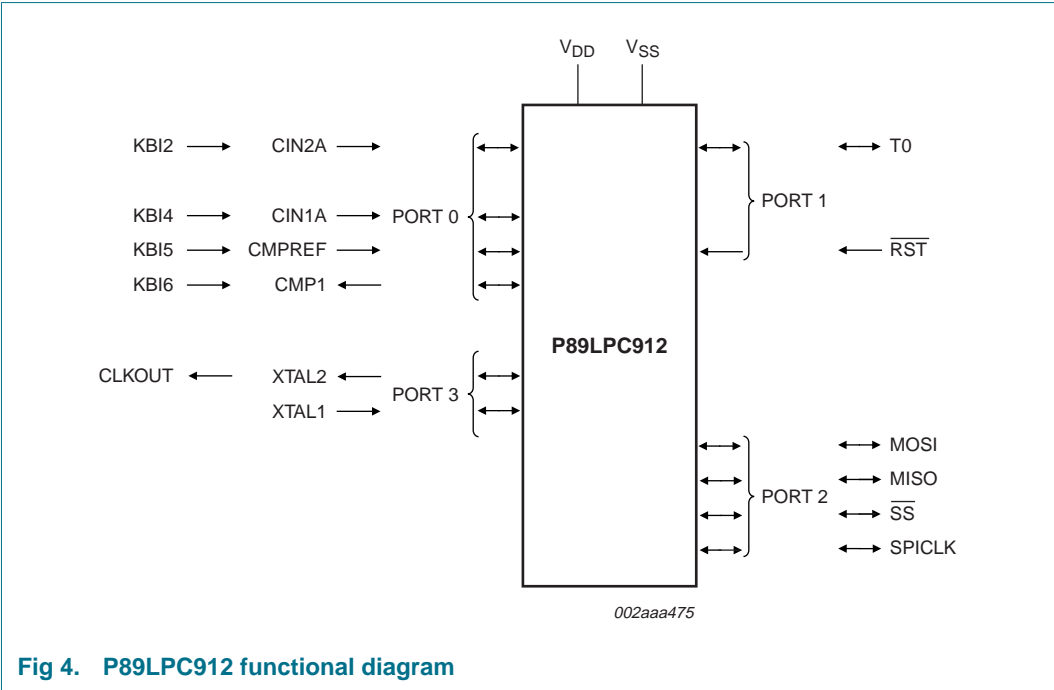 VDD VSS
KBI2 CIN2A T0
PORT 1
KBI4 CIN1A PORT 0
KBI5 CMPREF RST
KBI6 CMP1
P89LPC912
CLKOUT XTAL2
PORT 3
XTAL1
MOSI
MISO
PORT 2
SS
SPICLK
002aaa475
Fig 4. P89LPC912 functional diagram